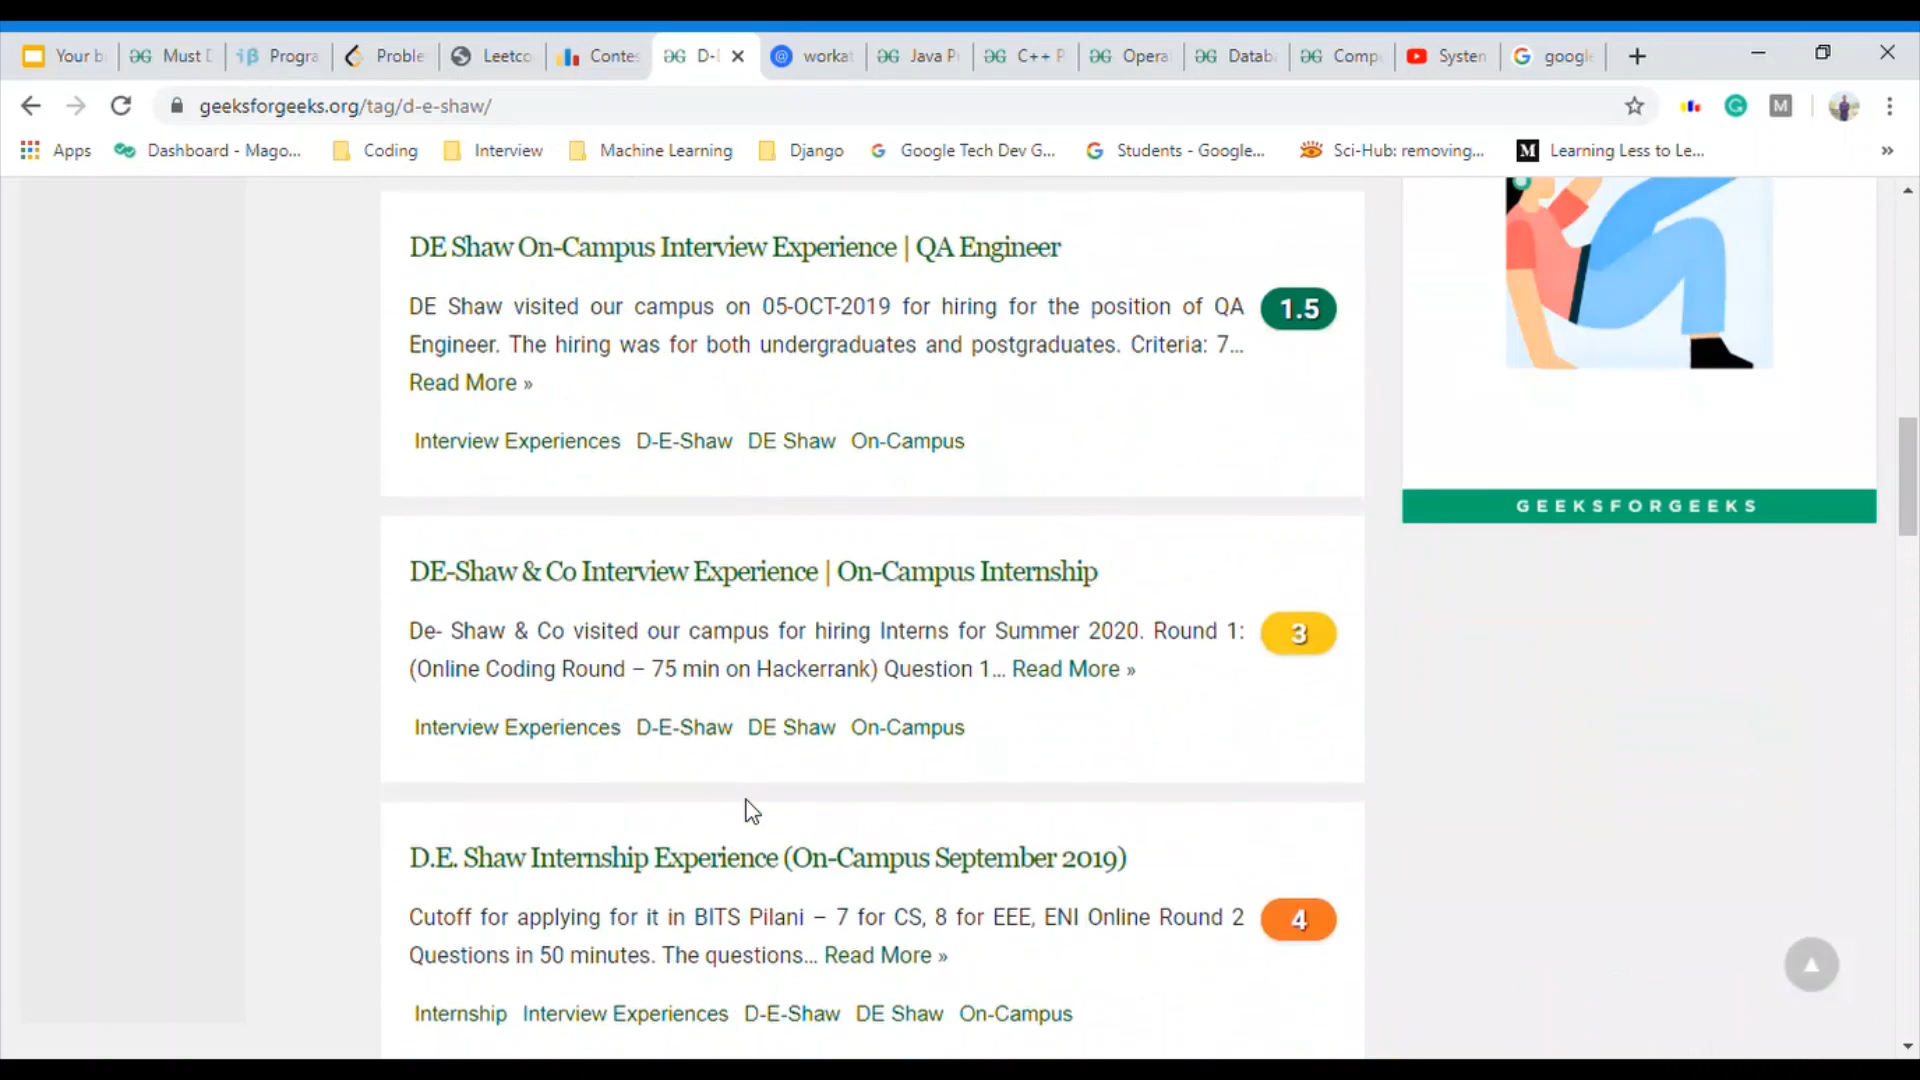 Your b
Must D
Progra
Proble
Leetco
Contes
D-I
workat
Java P
C++ P
Opera
Datab
Comp
System
google
geeksforgeeks.org/tag/d-e-shaw/
M
Apps
Dashboard - Mago...
Coding
Interview
Machine Learning
Django
Google Tech Dev G...
Students - Google...
Sci-Hub: removing...
M Learning Less to Le...
»
DE Shaw On-Campus Interview Experience | QA Engineer
DE Shaw visited our campus on 05-OCT-2019 for hiring for the position of QA
Engineer. The hiring was for both undergraduates and postgraduates. Criteria: 7...
Read More »
1.5
Interview Experiences D-E-Shaw DE Shaw On-Campus
GEEKSFORGEEKS
DE-Shaw & Co Interview Experience | On-Campus Internship
De- Shaw & Co visited our campus for hiring Interns for Summer 2020. Round 1:
(Online Coding Round – 75 min on Hackerrank) Question 1... Read More »
3
Interview Experiences D-E-Shaw DE Shaw On-Campus
D.E. Shaw Internship Experience (On-Campus September 2019)
Cutoff for applying for it in BITS Pilani – 7 for CS, 8 for EEE, ENI Online Round 2
Questions in 50 minutes. The questions... Read More »
4
Internship Interview Experiences D-E-Shaw DE Shaw On-Campus